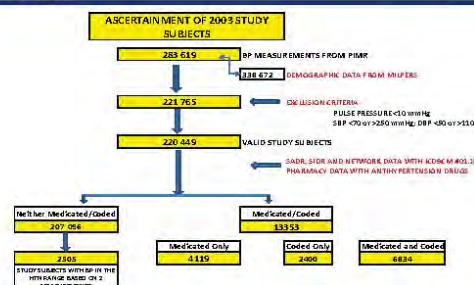 ASCERTAINMENT OF 2003 STUDY
SUBJECTS
283 619
BP MEASUREMENTS FROM PIMR
338 672
DEMOGRAPHIC DATA FROM MILPERS
221 765
EXCLUSION CRITERIA
PULSE PRESSURE <10 mmHg
SBP <70 or >250 mmHg; DBP <30 or >110
220 449
VALID STUDY SUBJECTS
SADR, SIDR AND NETWORK DATA WITH ICD9CM 401.
PHARMACY DATA WITH ANTIHYPERTENSION DRUGS
Neither Medicated/Coded
Medicated/Coded
207 096
13353
2505
Medicated Only
Coded Only
Medicated and Coded
4119
2400
6834
STUDY SUBJECTS WITH BP IN THE
HTN RANGE BASED ON 2